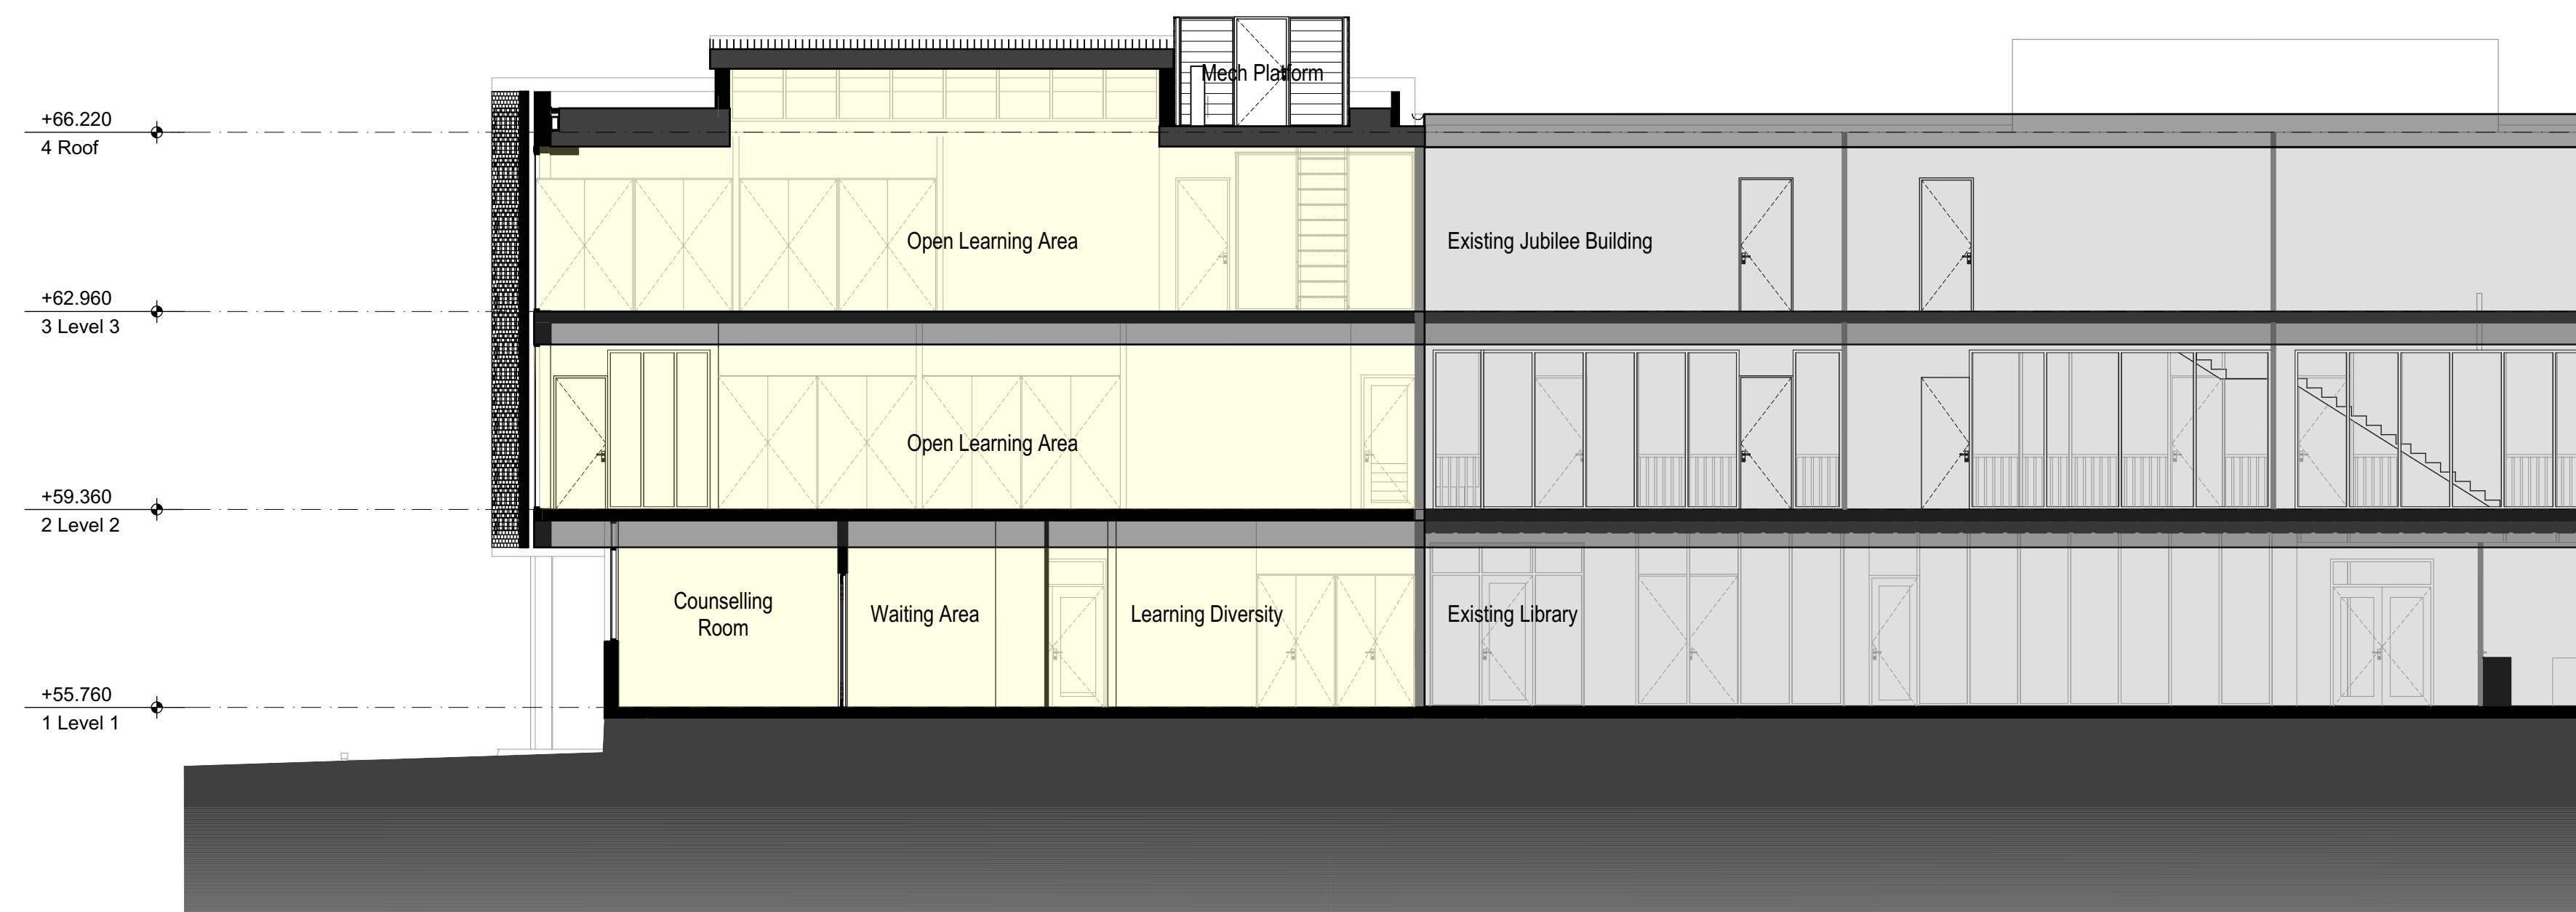 Mech Platform
+66.220
4 Roof
Open Learning Area
Existing Jubilee Building
+62.960
3 Level 3
Open Learning Area
+59.360
2 Level 2
Counselling
Room
Waiting Area
Learning Diversity
Existing Library
+55.760
1 Level 1